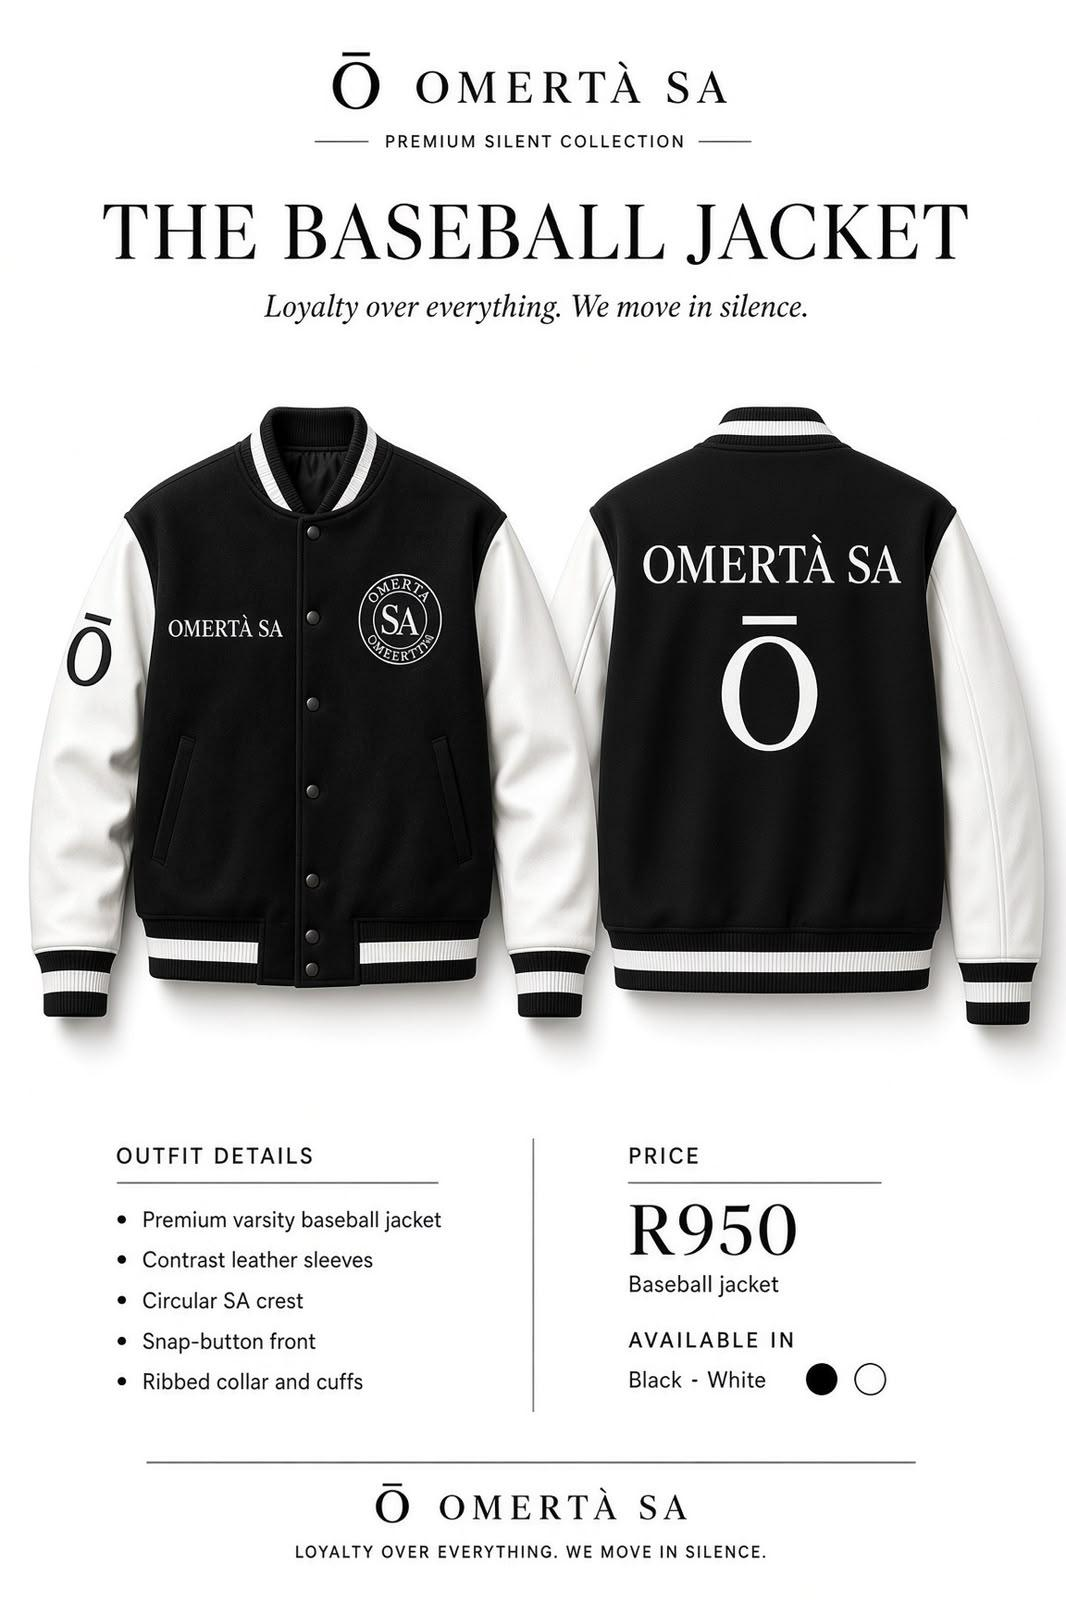 Ō OMERTÀ SA
PREMIUM SILENT COLLECTION
THE BASEBALL JACKET
Loyalty over everything. We move in silence.
Ō
OMERTÀ SA
OMERTA
SA
OMERTÀ SA
Ō
OUTFIT DETAILS
• Premium varsity baseball jacket
• Contrast leather sleeves
• Circular SA crest
• Snap-button front
• Ribbed collar and cuffs
PRICE
R950
Baseball jacket
AVAILABLE IN
Black - White
Ō OMERTÀ SA
LOYALTY OVER EVERYTHING. WE MOVE IN SILENCE.